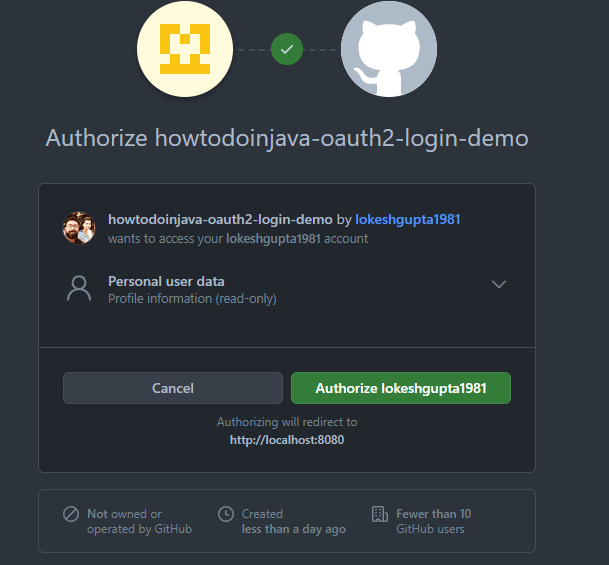 Authorize howtodoinjava-oauth2-login-demo
howtodoinjava-oauth2-login-demo by lokeshgupta1981
wants to access your lokeshgupta1981 account
Personal user data
Profile information (read-only)
Cancel
Authorize lokeshgupta1981
Authorizing will redirect to
http://localhost:8080
Not owned or
operated by GitHub
Created
less than a day ago
Fewer than 10
GitHub users